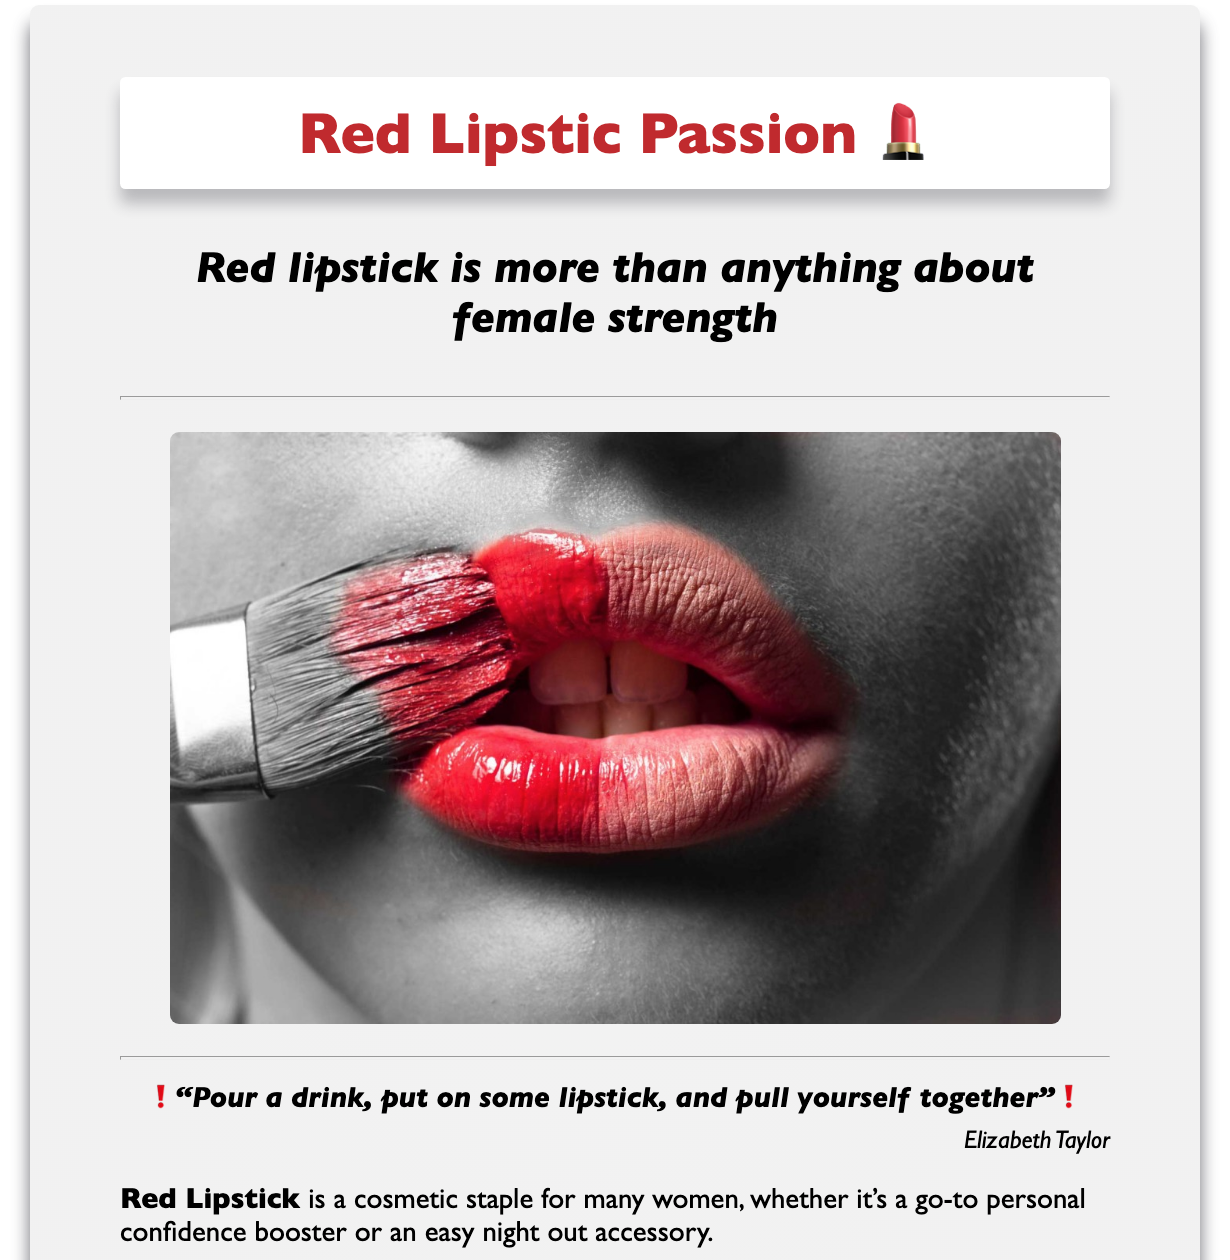 Red Lipstic Passion 💄
Red lipstick is more than anything about
female strength
❗“Pour a drink, put on some lipstick, and pull yourself together”❗
Elizabeth Taylor
Red Lipstick is a cosmetic staple for many women, whether it’s a go-to personal
confidence booster or an easy night out accessory.